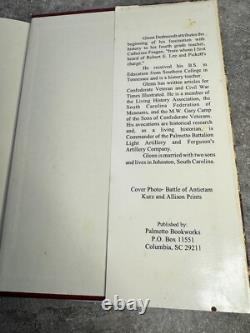 Glenn Dedmondt attributes the
beginning of his fascination with
history to his fourth grade teacher,
Catherine Feagan, "from whom I first
heard of Robert E. Lee and Pickett's
charge."
He received his B.S. in
Education from Southern College in
Tennessee and is a history teacher.
Glenn has written articles for
Confederate Veteran and Civil War
Times Illustrated. He is a member of
the Living History Association, the
South Carolina Federation of
Museums, and the M.W. Gary Camp
of the Sons of Confederate Veterans.
His avocations are historical research
and, as a living historian, is
Commander of the Palmetto Battalion
Light Artillery and Ferguson's
Artillery Company.
Glenn is married with two sons
and lives in Johnston, South Carolina.
Cover Photo- Battle of Antietam
Kurz and Allison Prints
Published by:
Palmetto Bookworks
P.O. Box 11551
Columbia, SC 29211